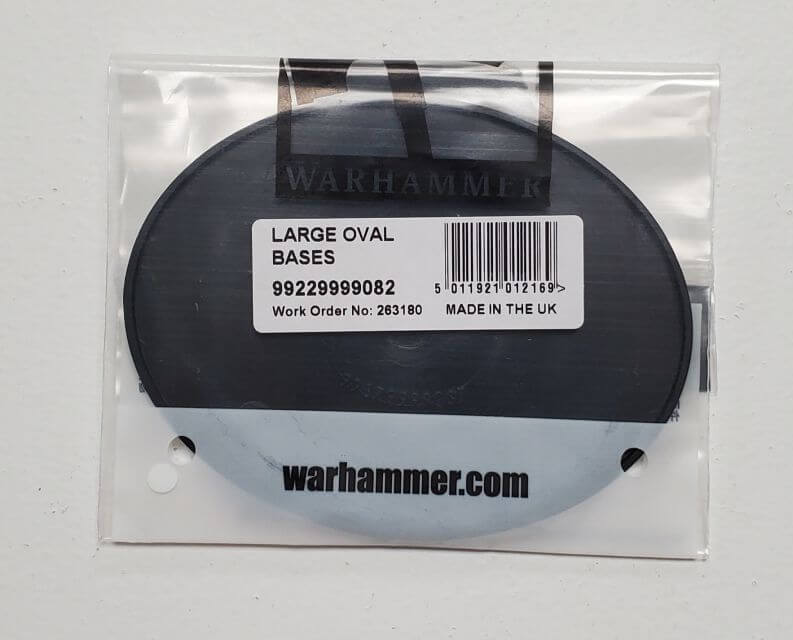 WARHAMMER
LARGE OVAL
BASES
99229999082
5 011921 012169 >
Work Order No: 263180
MADE IN THE UK
warhammer.com